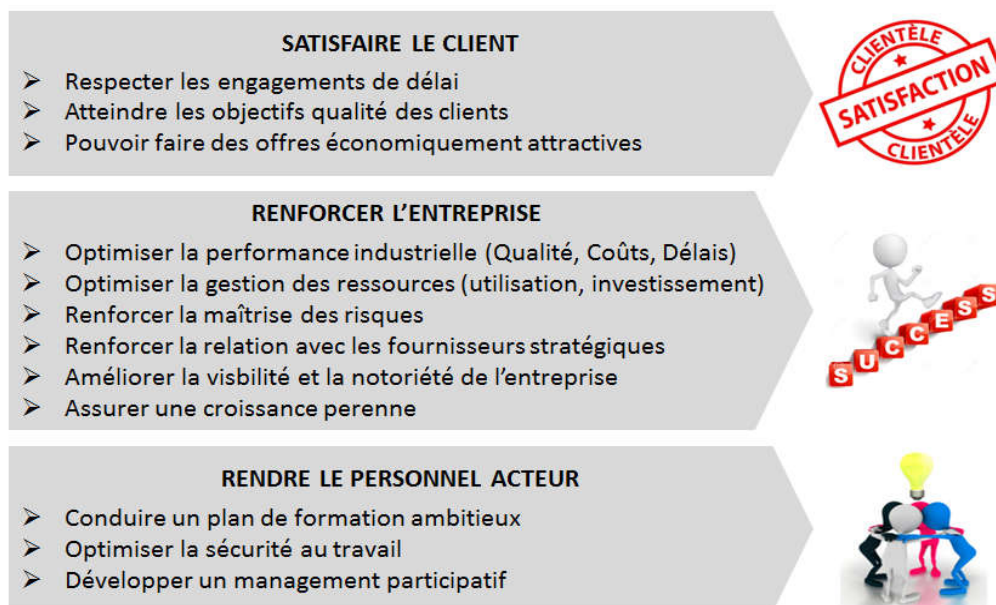 SATISFAIRE LE CLIENT
➢ Respecter les engagements de délai
➢ Atteindre les objectifs qualité des clients
➢ Pouvoir faire des offres économiquement attractives
CLIENTÈLE
SATISFACTION
CLIENTÈLE
RENFORCER L’ENTREPRISE
➢ Optimiser la performance industrielle (Qualité, Coûts, Délais)
➢ Optimiser la gestion des ressources (utilisation, investissement)
➢ Renforcer la maîtrise des risques
➢ Renforcer la relation avec les fournisseurs stratégiques
➢ Améliorer la visbilité et la notoriété de l’entreprise
➢ Assurer une croissance perenne
SUCCESS
RENDRE LE PERSONNEL ACTEUR
➢ Conduire un plan de formation ambitieux
➢ Optimiser la sécurité au travail
➢ Développer un management participatif